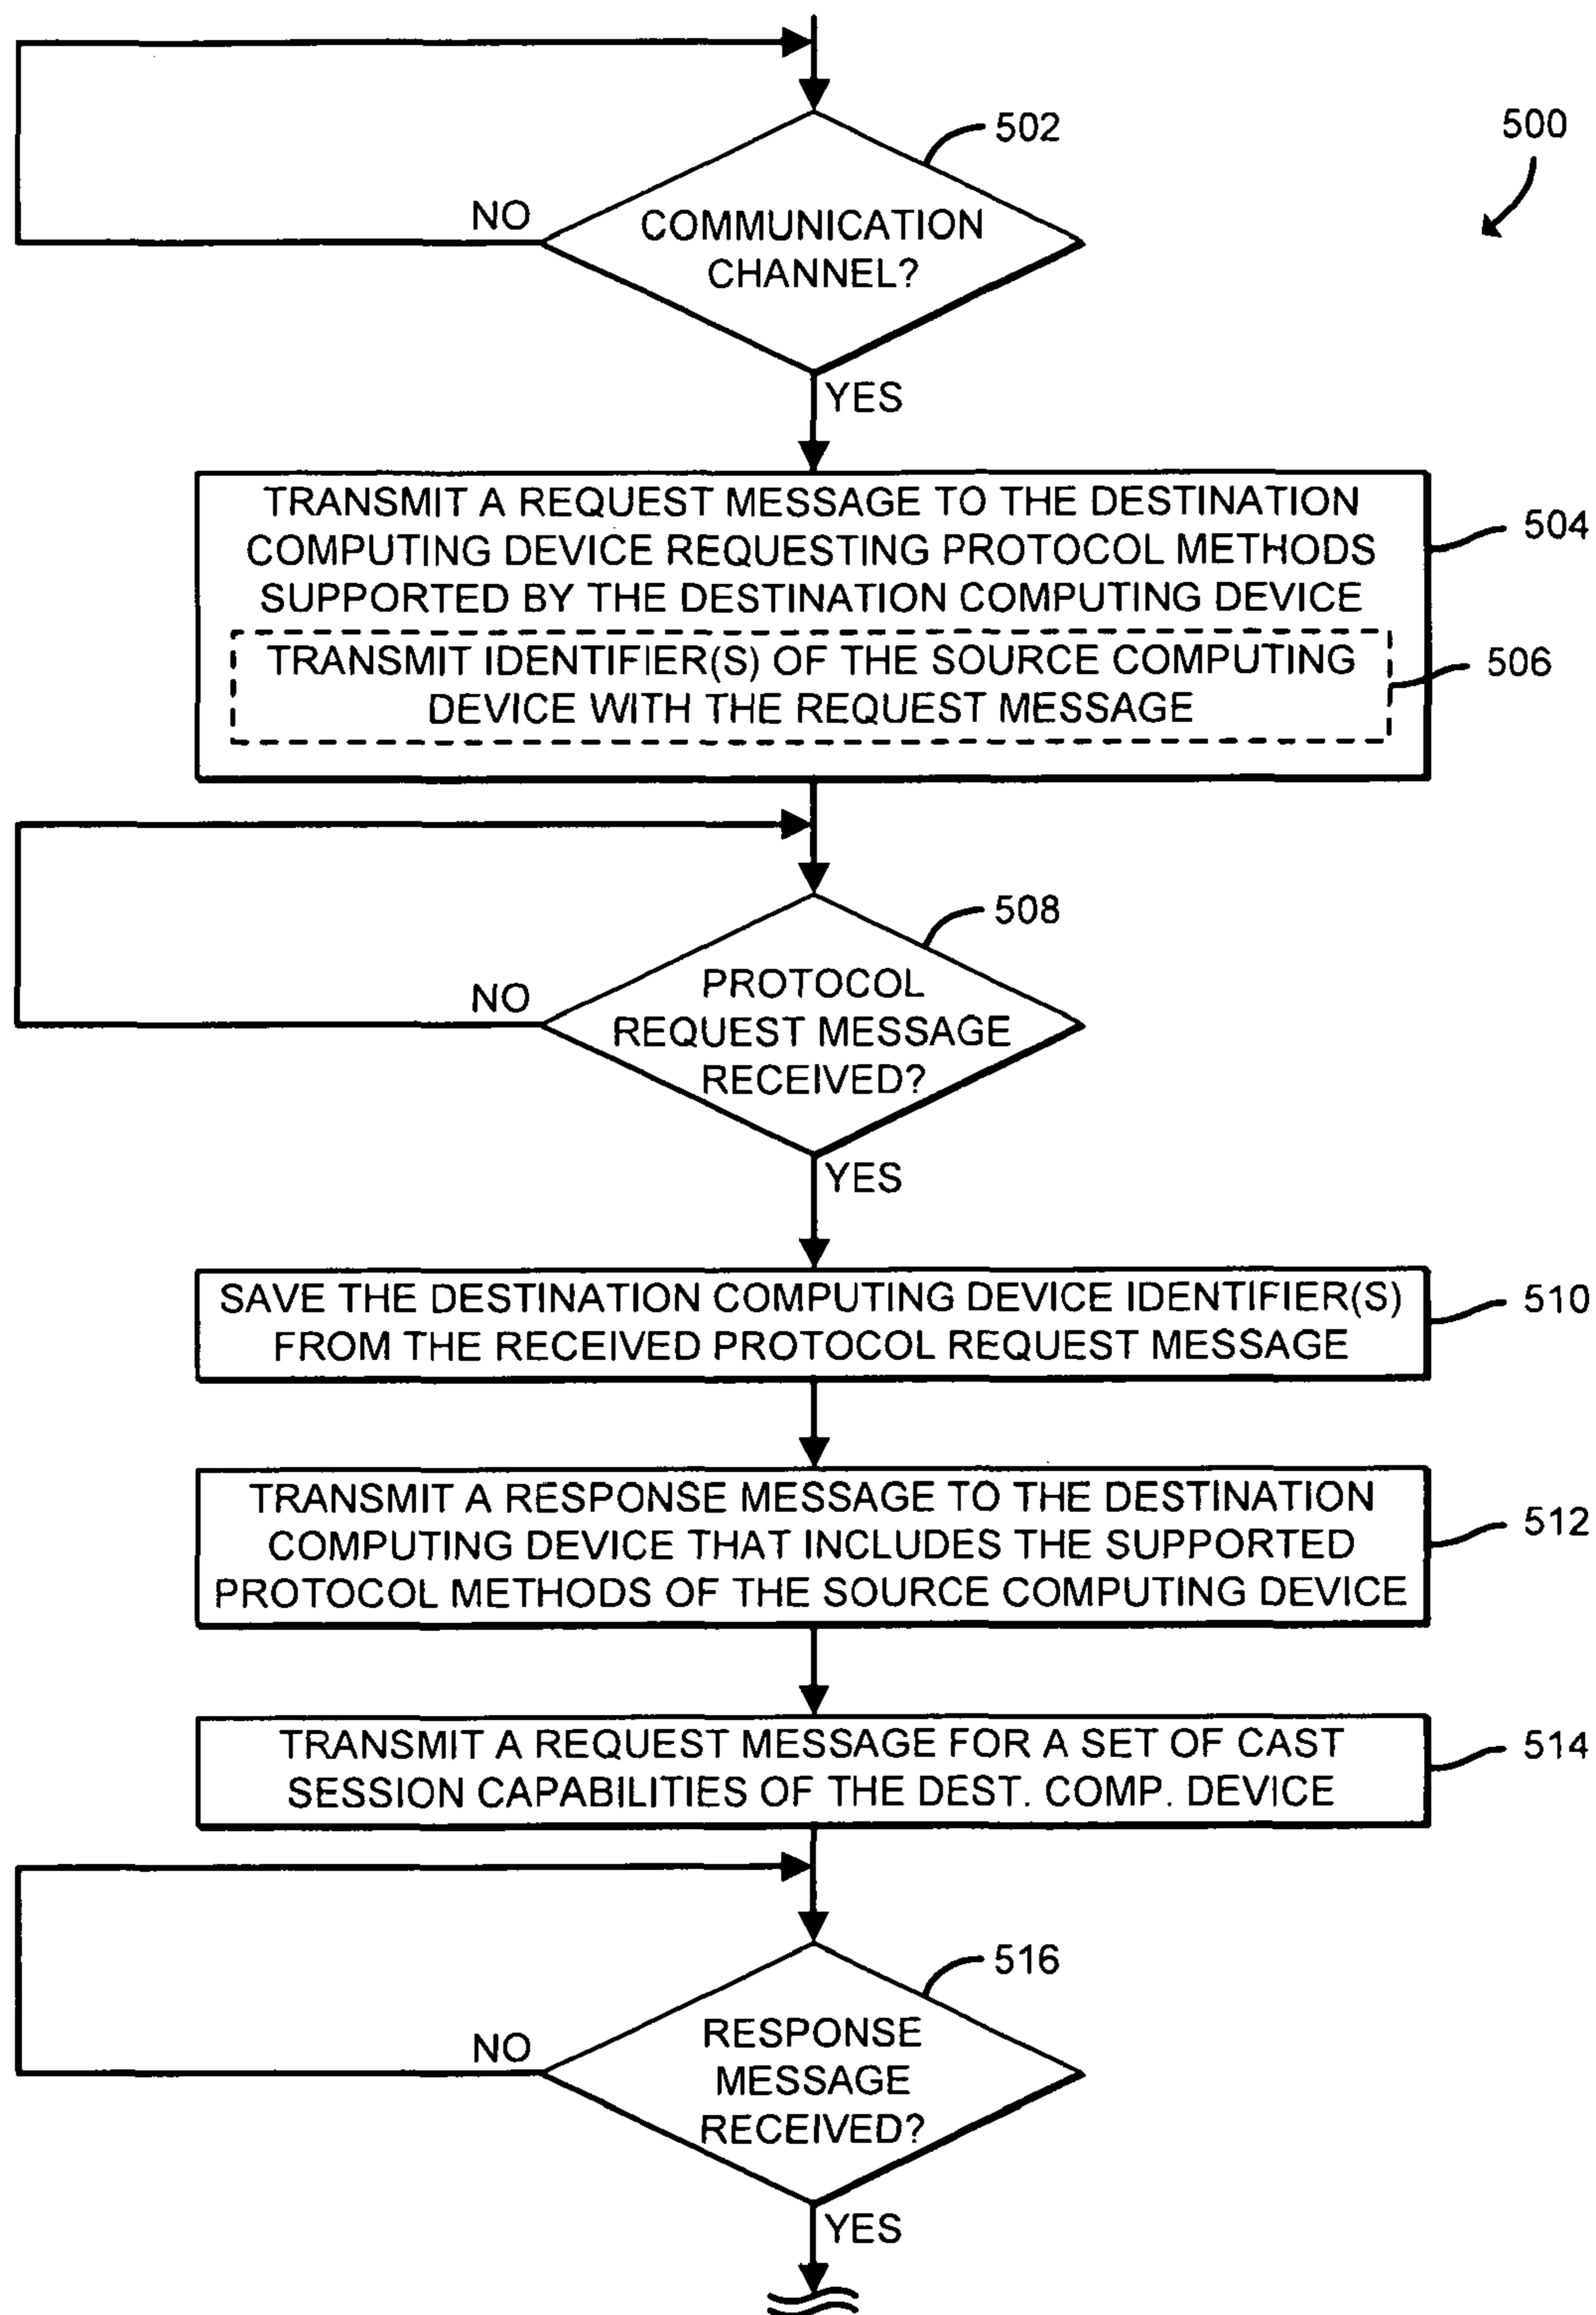 502
500
NO
COMMUNICATION
CHANNEL?
YES
TRANSMIT A REQUEST MESSAGE TO THE DESTINATION
COMPUTING DEVICE REQUESTING PROTOCOL METHODS
SUPPORTED BY THE DESTINATION COMPUTING DEVICE
504
TRANSMIT IDENTIFIER(S) OF THE SOURCE COMPUTING
DEVICE WITH THE REQUEST MESSAGE
506
508
NO
PROTOCOL
REQUEST MESSAGE
RECEIVED?
YES
SAVE THE DESTINATION COMPUTING DEVICE IDENTIFIER(S)
FROM THE RECEIVED PROTOCOL REQUEST MESSAGE
510
TRANSMIT A RESPONSE MESSAGE TO THE DESTINATION
COMPUTING DEVICE THAT INCLUDES THE SUPPORTED
PROTOCOL METHODS OF THE SOURCE COMPUTING DEVICE
512
TRANSMIT A REQUEST MESSAGE FOR A SET OF CAST
SESSION CAPABILITIES OF THE DEST. COMP. DEVICE
514
516
NO
RESPONSE
MESSAGE
RECEIVED?
YES